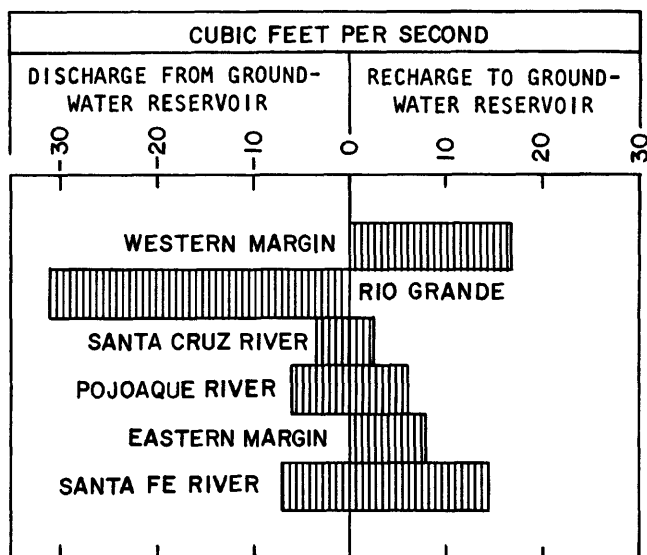 CUBIC FEET PER SECOND
DISCHARGE FROM GROUND-
WATER RESERVOIR
RECHARGE TO GROUND-
WATER RESERVOIR
-30 -20 -10 0 10 20 30
WESTERN MARGIN
RIO GRANDE
SANTA CRUZ RIVER
POJOAQUE RIVER
EASTERN MARGIN
SANTA FE RIVER